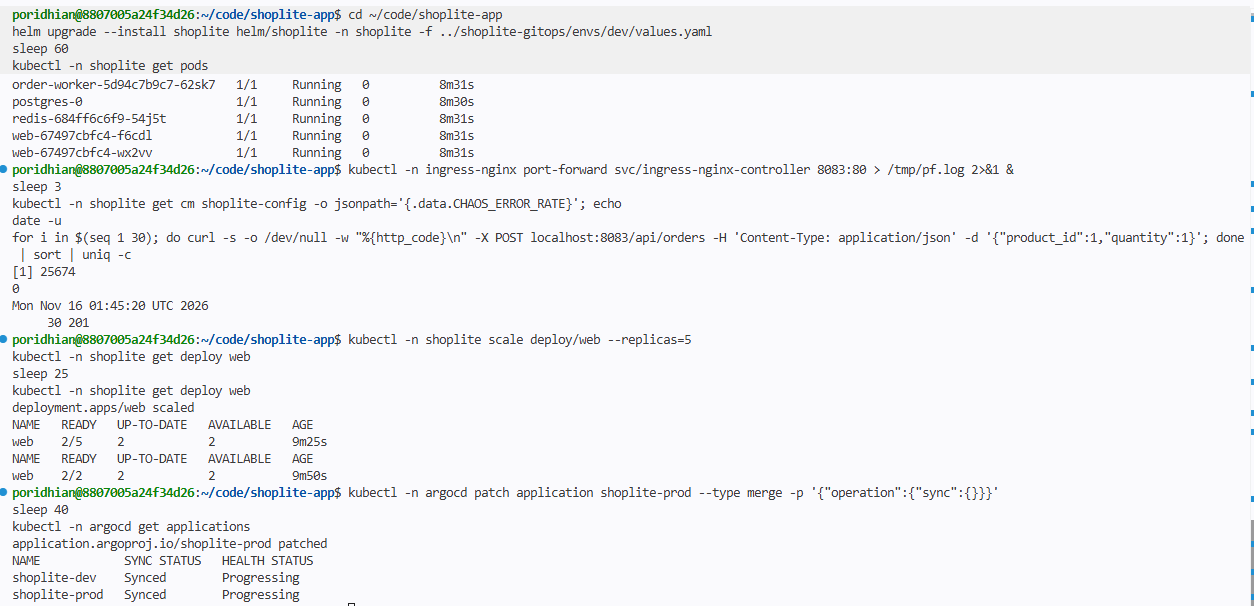 poridhian@8807005a24f34d26:~/code/shoplite-app$ cd ~/code/shoplite-app
helm upgrade --install shoplite helm/shoplite -n shoplite -f ../shoplite-gitops/envs/dev/values.yaml
sleep 60
kubectl -n shoplite get pods
order-worker-5d94c7b9c7-62sk7   1/1     Running   0          8m31s
postgres-0                      1/1     Running   0          8m30s
redis-684ff6c6f9-54j5t          1/1     Running   0          8m31s
web-67497cbfc4-f6cdl            1/1     Running   0          8m31s
web-67497cbfc4-wx2vv            1/1     Running   0          8m31s
poridhian@8807005a24f34d26:~/code/shoplite-app$ kubectl -n ingress-nginx port-forward svc/ingress-nginx-controller 8083:80 > /tmp/pf.log 2>&1 &
sleep 3
kubectl -n shoplite get cm shoplite-config -o jsonpath='{.data.CHAOS_ERROR_RATE}'; echo
date -u
for i in $(seq 1 30); do curl -s -o /dev/null -w "%{http_code}\n" -X POST localhost:8083/api/orders -H 'Content-Type: application/json' -d '{"product_id":1,"quantity":1}'; done
 | sort | uniq -c
[1] 25674
0
Mon Nov 16 01:45:20 UTC 2026
     30 201
poridhian@8807005a24f34d26:~/code/shoplite-app$ kubectl -n shoplite scale deploy/web --replicas=5
kubectl -n shoplite get deploy web
sleep 25
kubectl -n shoplite get deploy web
deployment.apps/web scaled
NAME   READY   UP-TO-DATE   AVAILABLE   AGE
web    2/5     2            2           9m25s
NAME   READY   UP-TO-DATE   AVAILABLE   AGE
web    2/2     2            2           9m50s
poridhian@8807005a24f34d26:~/code/shoplite-app$ kubectl -n argocd patch application shoplite-prod --type merge -p '{"operation":{"sync":{}}}'
sleep 40
kubectl -n argocd get applications
application.argoproj.io/shoplite-prod patched
NAME            SYNC STATUS   HEALTH STATUS
shoplite-dev    Synced        Progressing
shoplite-prod   Synced        Progressing